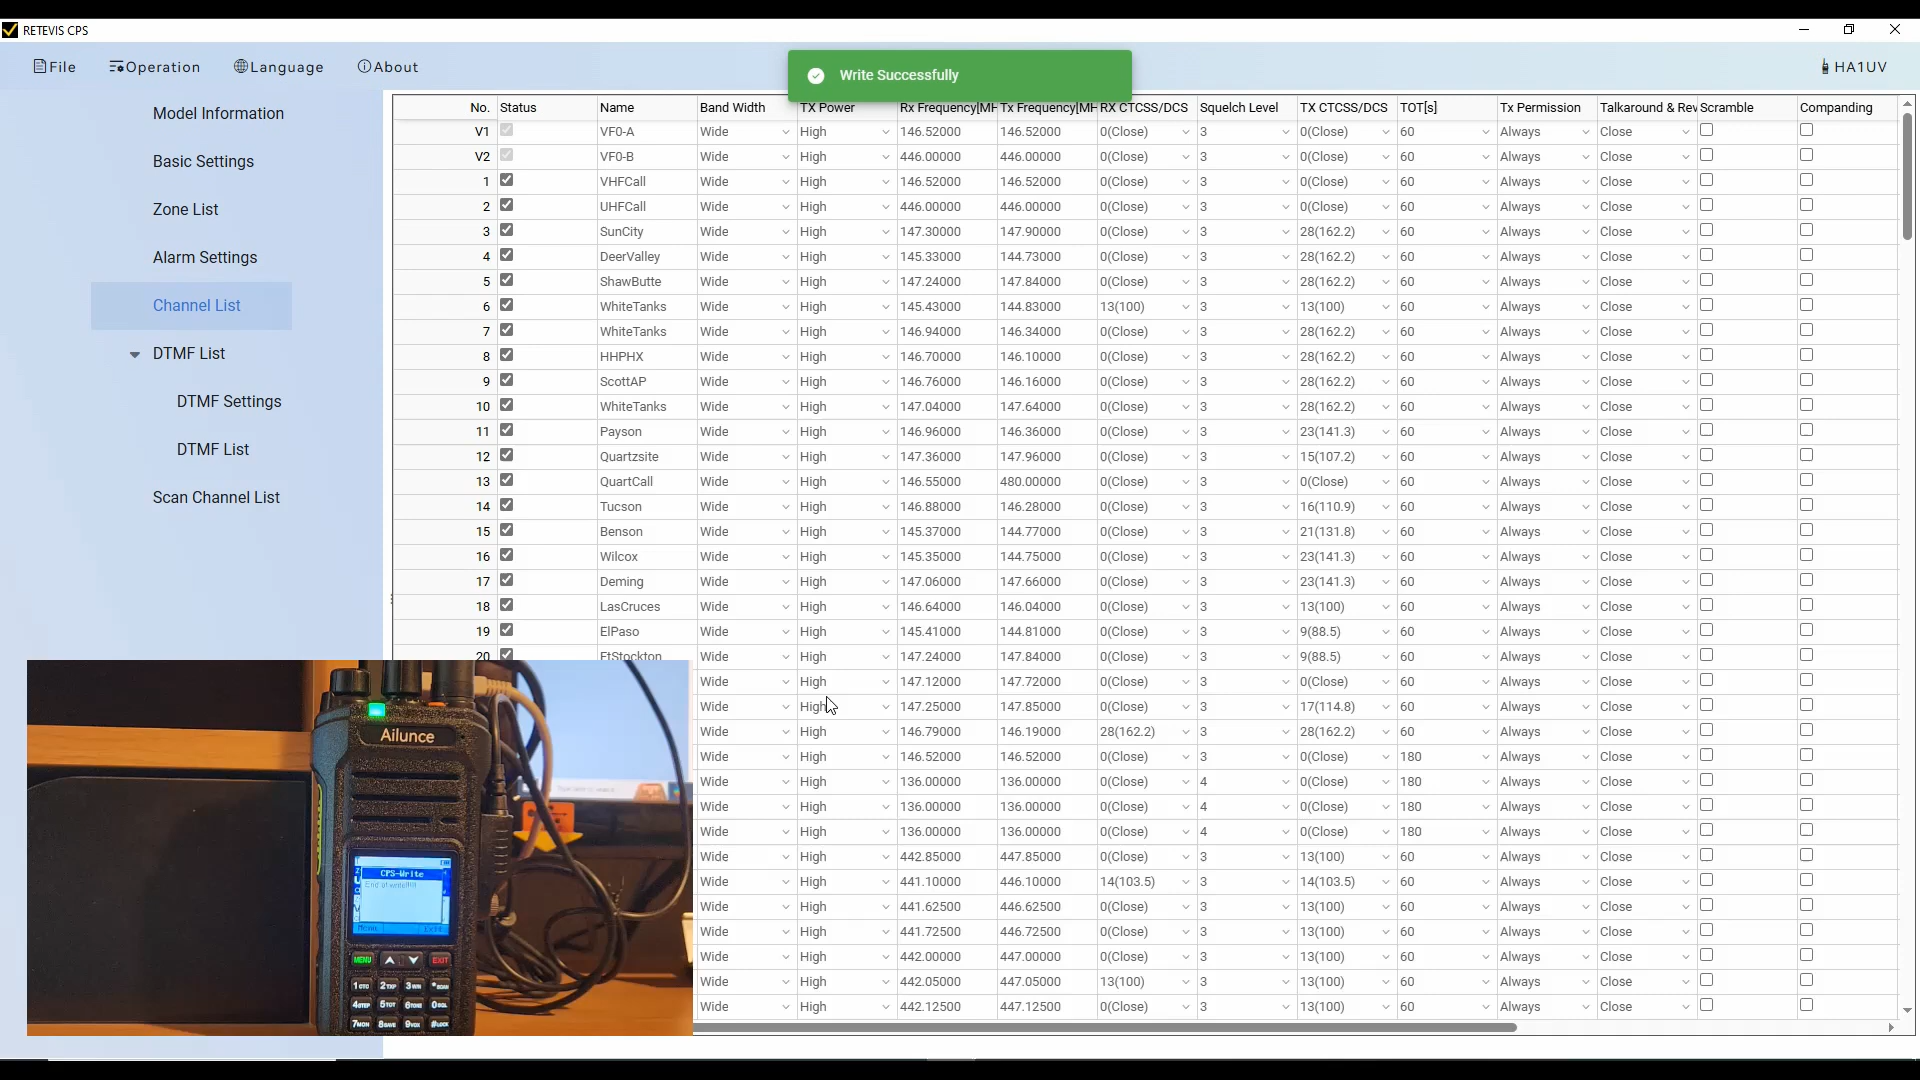 RETEVIS CPS
File Operation Language About Write Successfully HA1UV
Model Information
Basic Settings
Zone List
Alarm Settings
Channel List
DTMF List
DTMF Settings
DTMF List
Scan Channel List
No. Status Name Band Width TX Power Rx Frequency[MH Tx Frequency[MH RX CTCSS/DCS Squelch Level TX CTCSS/DCS TOT[s] Tx Permission Talkaround & Rev Scramble Companding
V1 VF0-A Wide High 146.52000 146.52000 0(Close) 3 0(Close) 60 Always Close
V2 VF0-B Wide High 446.00000 446.00000 0(Close) 3 0(Close) 60 Always Close
1 VHFCall Wide High 146.52000 146.52000 0(Close) 3 0(Close) 60 Always Close
2 UHFCall Wide High 446.00000 446.00000 0(Close) 3 0(Close) 60 Always Close
3 SunCity Wide High 147.30000 147.90000 0(Close) 3 28(162.2) 60 Always Close
4 DeerValley Wide High 145.33000 144.73000 0(Close) 3 28(162.2) 60 Always Close
5 ShawButte Wide High 147.24000 147.84000 0(Close) 3 28(162.2) 60 Always Close
6 WhiteTanks Wide High 145.43000 144.83000 13(100) 3 13(100) 60 Always Close
7 WhiteTanks Wide High 146.94000 146.34000 0(Close) 3 28(162.2) 60 Always Close
8 HHPHX Wide High 146.70000 146.10000 0(Close) 3 28(162.2) 60 Always Close
9 ScottAP Wide High 146.76000 146.16000 0(Close) 3 28(162.2) 60 Always Close
10 WhiteTanks Wide High 147.04000 147.64000 0(Close) 3 28(162.2) 60 Always Close
11 Payson Wide High 146.96000 146.36000 0(Close) 3 23(141.3) 60 Always Close
12 Quartzsite Wide High 147.36000 147.96000 0(Close) 3 15(107.2) 60 Always Close
13 QuartCall Wide High 146.55000 480.00000 0(Close) 3 0(Close) 60 Always Close
14 Tucson Wide High 146.88000 146.28000 0(Close) 3 16(110.9) 60 Always Close
15 Benson Wide High 145.37000 144.77000 0(Close) 3 21(131.8) 60 Always Close
16 Wilcox Wide High 145.35000 144.75000 0(Close) 3 23(141.3) 60 Always Close
17 Deming Wide High 147.06000 147.66000 0(Close) 3 23(141.3) 60 Always Close
18 LasCruces Wide High 146.64000 146.04000 0(Close) 3 13(100) 60 Always Close
19 ElPaso Wide High 145.41000 144.81000 0(Close) 3 9(88.5) 60 Always Close
20 FtStockton Wide High 147.24000 147.84000 0(Close) 3 9(88.5) 60 Always Close
Wide High 147.12000 147.72000 0(Close) 3 0(Close) 60 Always Close
Wide High 147.25000 147.85000 0(Close) 3 17(114.8) 60 Always Close
Wide High 146.79000 146.19000 28(162.2) 3 28(162.2) 60 Always Close
Wide High 146.52000 146.52000 0(Close) 3 0(Close) 180 Always Close
Wide High 136.00000 136.00000 0(Close) 4 0(Close) 180 Always Close
Wide High 136.00000 136.00000 0(Close) 4 0(Close) 180 Always Close
Wide High 136.00000 136.00000 0(Close) 4 0(Close) 180 Always Close
Wide High 442.85000 447.85000 0(Close) 3 13(100) 60 Always Close
Wide High 441.10000 446.10000 14(103.5) 3 14(103.5) 60 Always Close
Wide High 441.62500 446.62500 0(Close) 3 13(100) 60 Always Close
Wide High 441.72500 446.72500 0(Close) 3 13(100) 60 Always Close
Wide High 442.00000 447.00000 0(Close) 3 13(100) 60 Always Close
Wide High 442.05000 447.05000 13(100) 3 13(100) 60 Always Close
Wide High 442.12500 447.12500 0(Close) 3 13(100) 60 Always Close
Ailunce
CPS-Write
End of write!!!!
Menu Exit
MENU EXIT